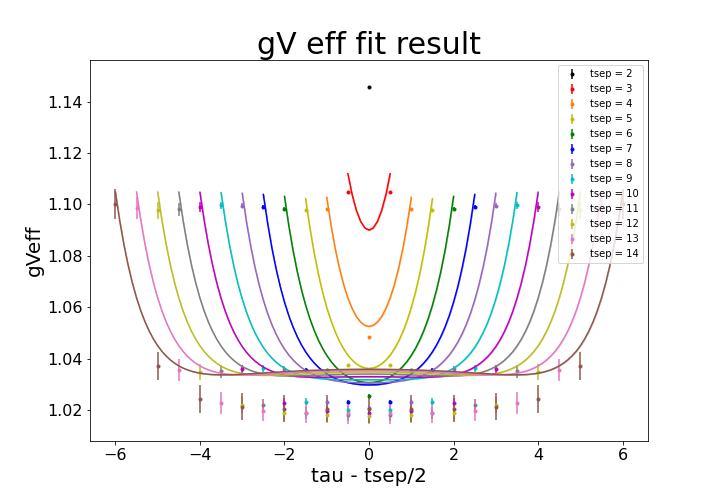 gV eff fit result
1.14
1.12
1.10
1.08
1.06
1.04
1.02
gVeff
−6
−4
−2
0
2
4
6
tau - tsep/2
tsep = 2
tsep = 3
tsep = 4
tsep = 5
tsep = 6
tsep = 7
tsep = 8
tsep = 9
tsep = 10
tsep = 11
tsep = 12
tsep = 13
tsep = 14